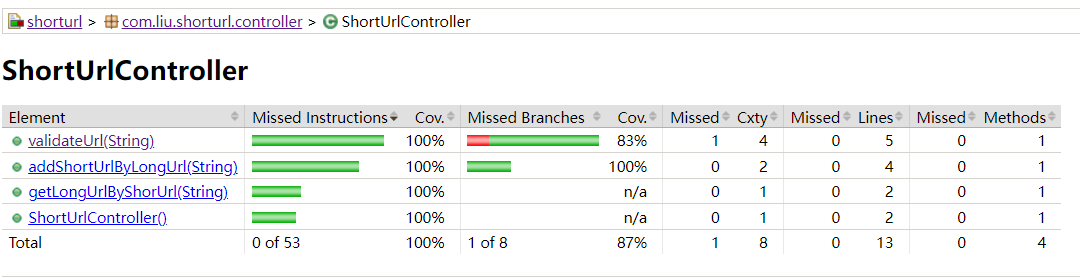 shorturl > com.liu.shorturl.controller > ShortUrlController
ShortUrlController
Element Missed Instructions Cov. Missed Branches Cov. Missed Cxty Missed Lines Missed Methods
validateUrl(String) 100% 83% 1 4 0 5 0 1
addShortUrlByLongUrl(String) 100% 100% 0 2 0 4 0 1
getLongUrlByShorUrl(String) 100% n/a 0 1 0 2 0 1
ShortUrlController() 100% n/a 0 1 0 2 0 1
Total 0 of 53 100% 1 of 8 87% 1 8 0 13 0 4